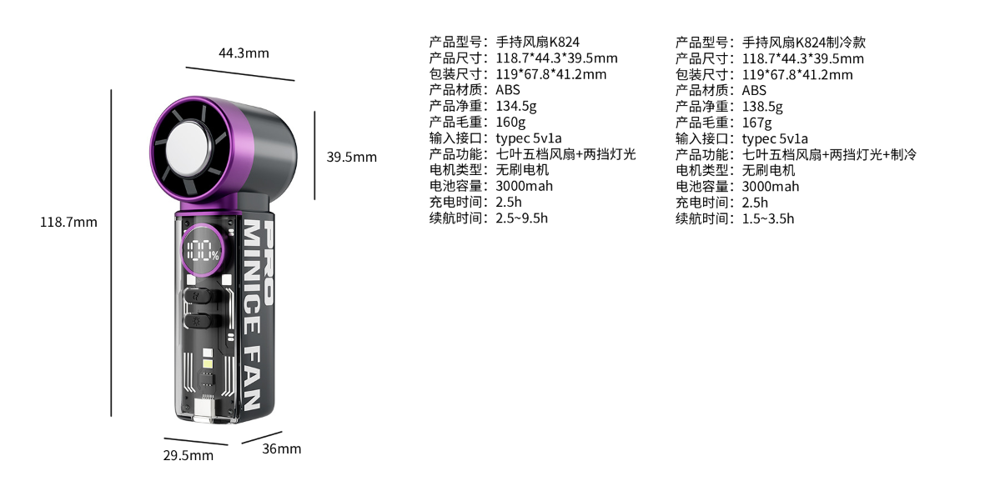 44.3mm
39.5mm
118.7mm
100%
PRO
MINICE FAN
29.5mm
36mm
产品型号：手持风扇K824
产品尺寸：118.7*44.3*39.5mm
包装尺寸：119*67.8*41.2mm
产品材质：ABS
产品净重：134.5g
产品毛重：160g
输入接口：typec 5v1a
产品功能：七叶五档风扇+两挡灯光
电机类型：无刷电机
电池容量：3000mah
充电时间：2.5h
续航时间：2.5~9.5h
产品型号：手持风扇K824制冷款
产品尺寸：118.7*44.3*39.5mm
包装尺寸：119*67.8*41.2mm
产品材质：ABS
产品净重：138.5g
产品毛重：167g
输入接口：typec 5v1a
产品功能：七叶五档风扇+两挡灯光+制冷
电机类型：无刷电机
电池容量：3000mah
充电时间：2.5h
续航时间：1.5~3.5h